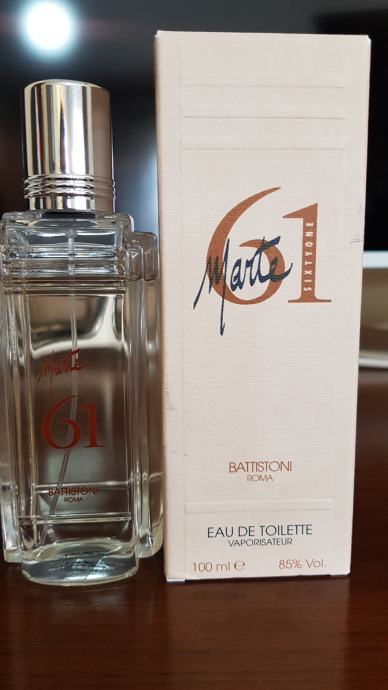 Marte
61
BATTISTONI
ROMA
Marte
61
SIXTYONE
BATTISTONI
ROMA
EAU DE TOILETTE
VAPORISATEUR
100 ml ℮ 85% Vol.